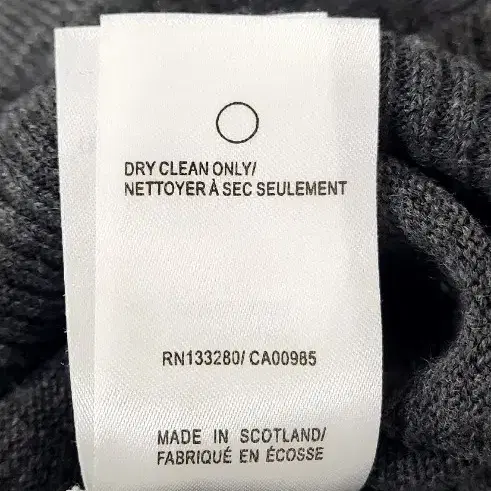 DRY CLEAN ONLY/
NETTOYER À SEC SEULEMENT
RN133280/ CA00985
MADE IN SCOTLAND/
FABRIQUÉ EN ÉCOSSE